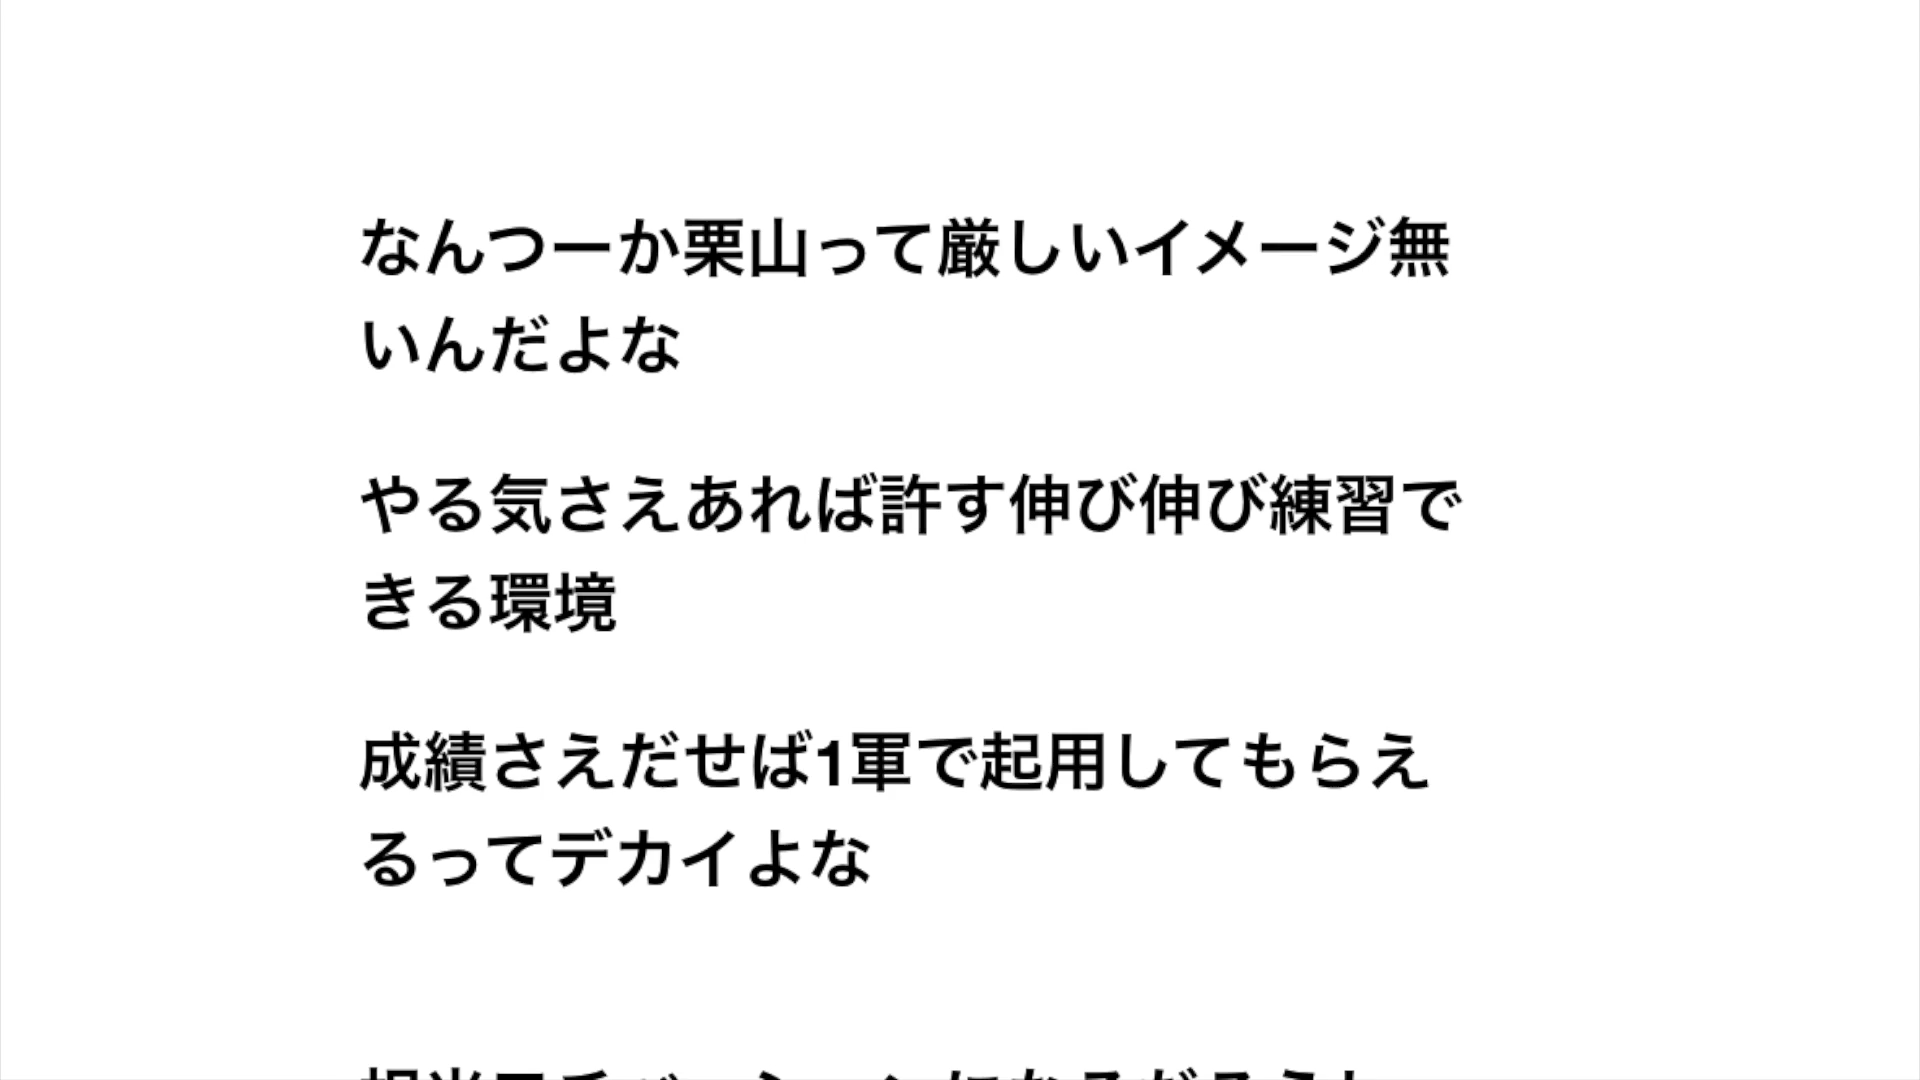 なんつーか栗山って厳しいイメージ無
いんだよな
やる気さえあれば許す伸び伸び練習で
きる環境
成績さえだせば1軍で起用してもらえ
るってデカイよな